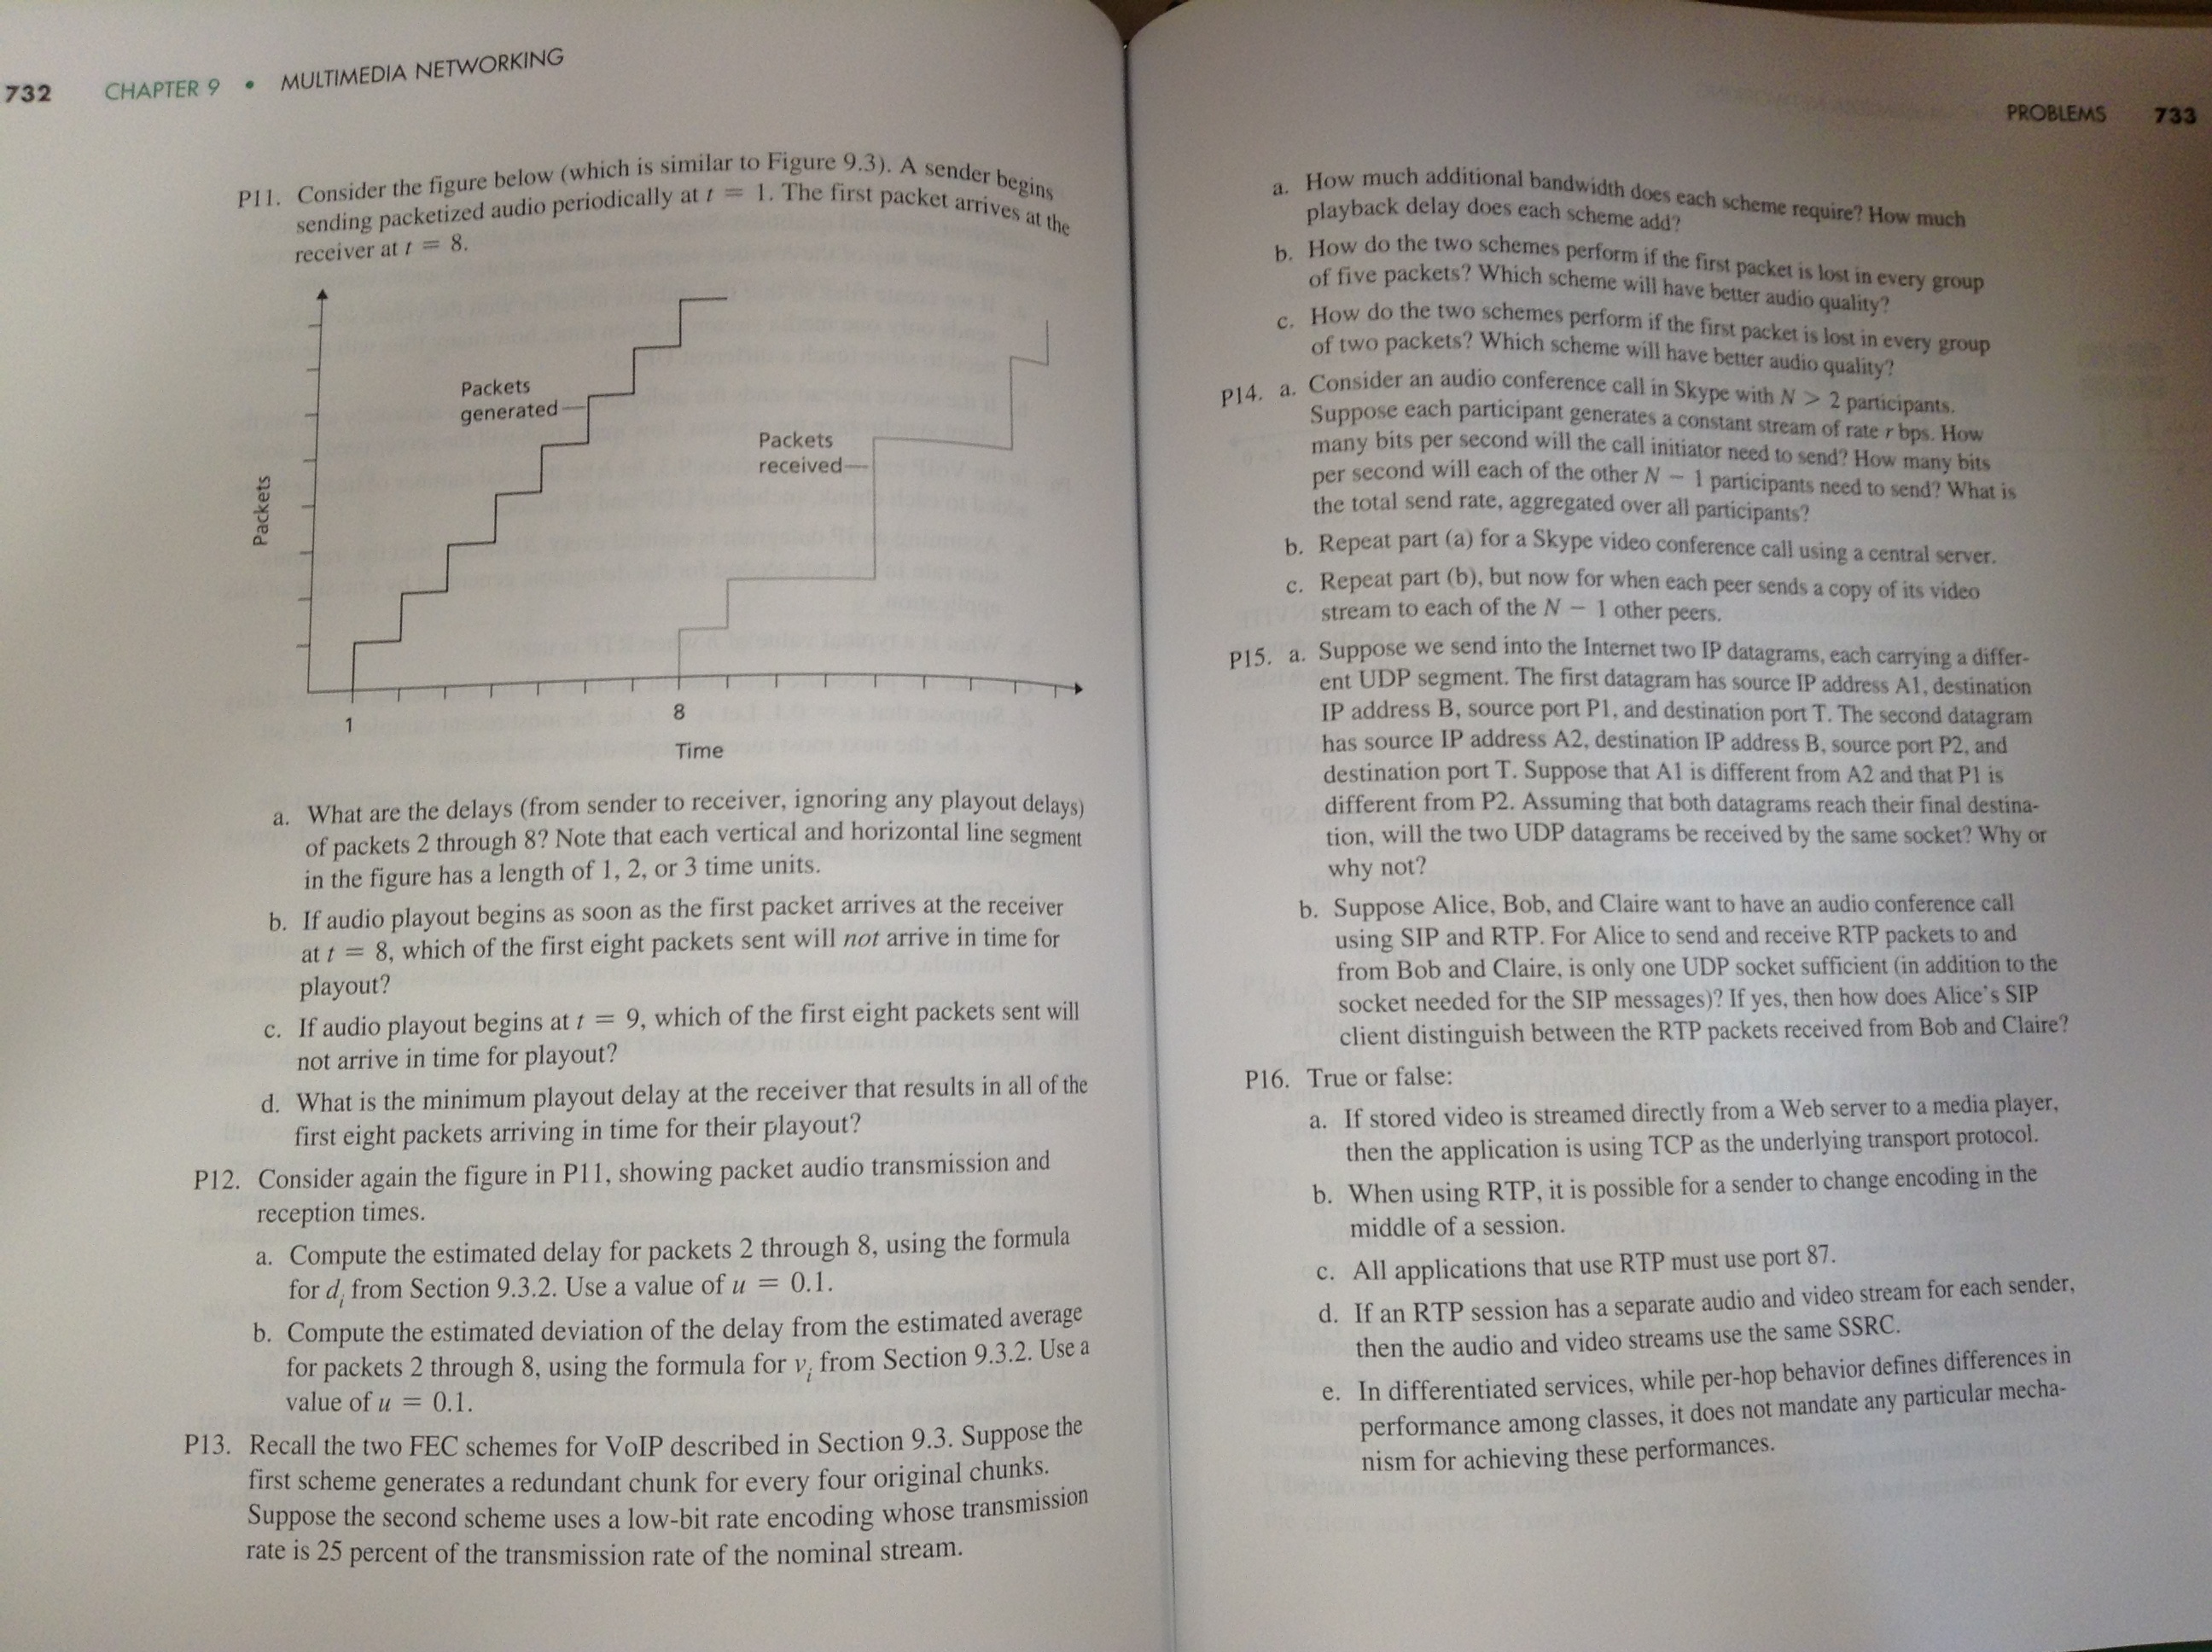 732 CHAPTER 9 • MULTIMEDIA NETWORKING
P11. Consider the figure below (which is similar to Figure 9.3). A sender begins
sending packetized audio periodically at t = 1. The first packet arrives at the
receiver at t = 8.
Packets
generated
Packets
received
Packets
1
8
Time
a. What are the delays (from sender to receiver, ignoring any playout delays)
of packets 2 through 8? Note that each vertical and horizontal line segment
in the figure has a length of 1, 2, or 3 time units.
b. If audio playout begins as soon as the first packet arrives at the receiver
at t = 8, which of the first eight packets sent will not arrive in time for
playout?
c. If audio playout begins at t = 9, which of the first eight packets sent will
not arrive in time for playout?
d. What is the minimum playout delay at the receiver that results in all of the
first eight packets arriving in time for their playout?
P12. Consider again the figure in P11, showing packet audio transmission and
reception times.
a. Compute the estimated delay for packets 2 through 8, using the formula
for di from Section 9.3.2. Use a value of u = 0.1.
b. Compute the estimated deviation of the delay from the estimated average
for packets 2 through 8, using the formula for vi from Section 9.3.2. Use a
value of u = 0.1.
P13. Recall the two FEC schemes for VoIP described in Section 9.3. Suppose the
first scheme generates a redundant chunk for every four original chunks.
Suppose the second scheme uses a low-bit rate encoding whose transmission
rate is 25 percent of the transmission rate of the nominal stream.
PROBLEMS 733
a. How much additional bandwidth does each scheme require? How much
playback delay does each scheme add?
b. How do the two schemes perform if the first packet is lost in every group
of five packets? Which scheme will have better audio quality?
c. How do the two schemes perform if the first packet is lost in every group
of two packets? Which scheme will have better audio quality?
P14. a. Consider an audio conference call in Skype with N > 2 participants.
Suppose each participant generates a constant stream of rate r bps. How
many bits per second will the call initiator need to send? How many bits
per second will each of the other N − 1 participants need to send? What is
the total send rate, aggregated over all participants?
b. Repeat part (a) for a Skype video conference call using a central server.
c. Repeat part (b), but now for when each peer sends a copy of its video
stream to each of the N − 1 other peers.
P15. a. Suppose we send into the Internet two IP datagrams, each carrying a differ-
ent UDP segment. The first datagram has source IP address A1, destination
IP address B, source port P1, and destination port T. The second datagram
has source IP address A2, destination IP address B, source port P2, and
destination port T. Suppose that A1 is different from A2 and that P1 is
different from P2. Assuming that both datagrams reach their final destina-
tion, will the two UDP datagrams be received by the same socket? Why or
why not?
b. Suppose Alice, Bob, and Claire want to have an audio conference call
using SIP and RTP. For Alice to send and receive RTP packets to and
from Bob and Claire, is only one UDP socket sufficient (in addition to the
socket needed for the SIP messages)? If yes, then how does Alice's SIP
client distinguish between the RTP packets received from Bob and Claire?
P16. True or false:
a. If stored video is streamed directly from a Web server to a media player,
then the application is using TCP as the underlying transport protocol.
b. When using RTP, it is possible for a sender to change encoding in the
middle of a session.
c. All applications that use RTP must use port 87.
d. If an RTP session has a separate audio and video stream for each sender,
then the audio and video streams use the same SSRC.
e. In differentiated services, while per-hop behavior defines differences in
performance among classes, it does not mandate any particular mecha-
nism for achieving these performances.